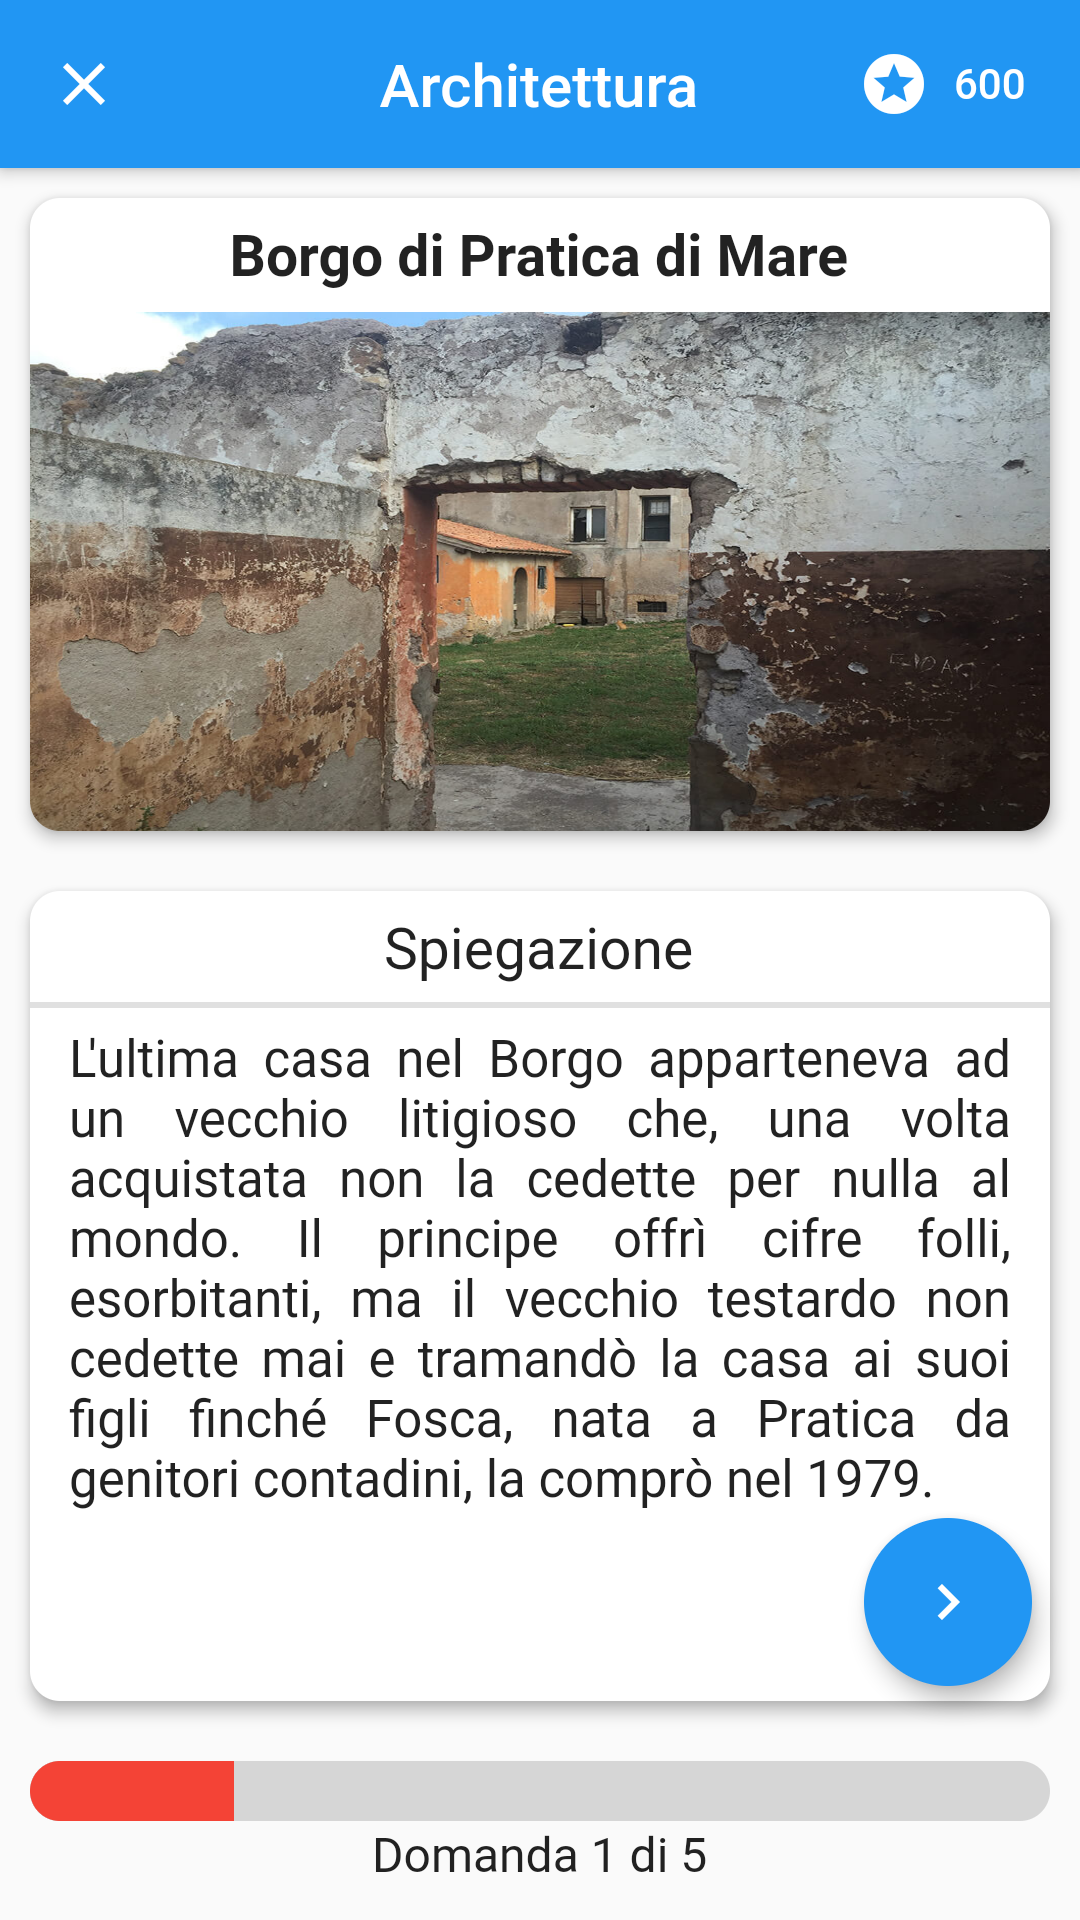 Architettura
600
Borgo di Pratica di Mare
Spiegazione
L'ultima casa nel Borgo apparteneva ad
un vecchio litigioso che, una volta
acquistata non la cedette per nulla al
mondo. Il principe offrì cifre folli,
esorbitanti, ma il vecchio testardo non
cedette mai e tramandò la casa ai suoi
figli finché Fosca, nata a Pratica da
genitori contadini, la comprò nel 1979.
Domanda 1 di 5